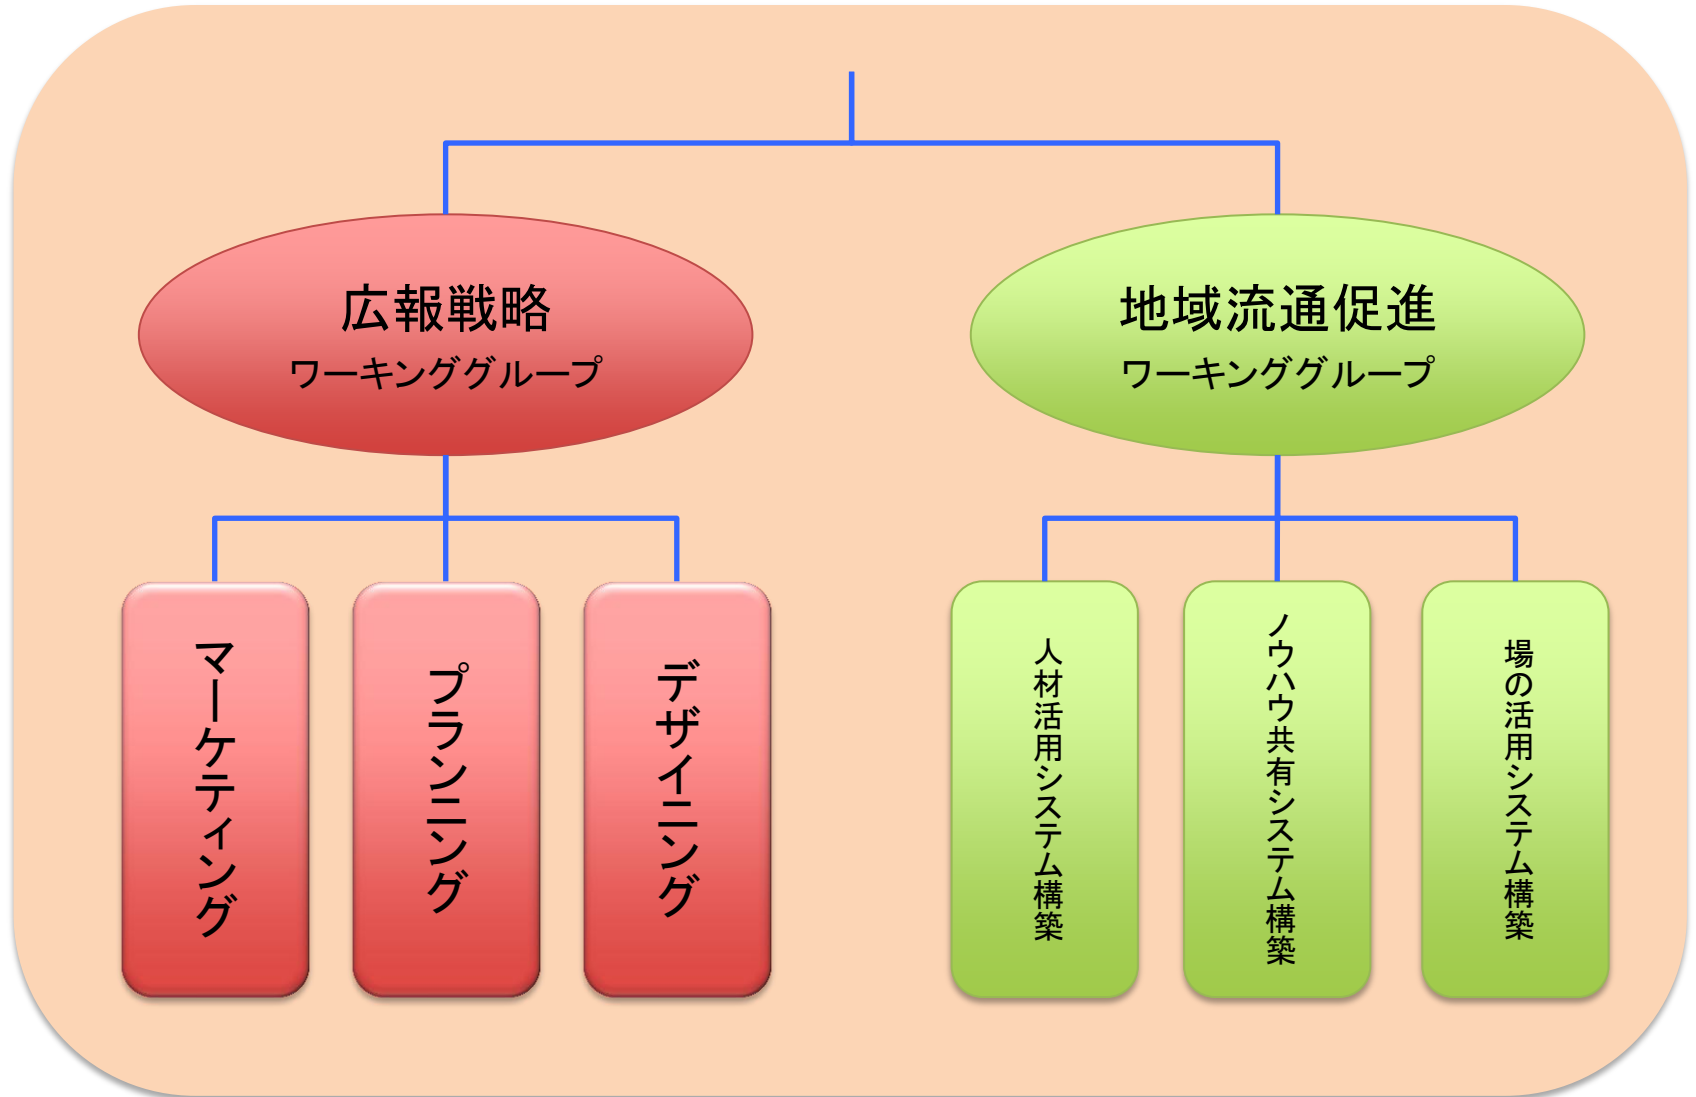 広報戦略
ワーキンググループ
地域流通促進
ワーキンググループ
マーケティング
プランニング
デザイニング
人材活用システム構築
ノウハウ共有システム構築
場の活用システム構築